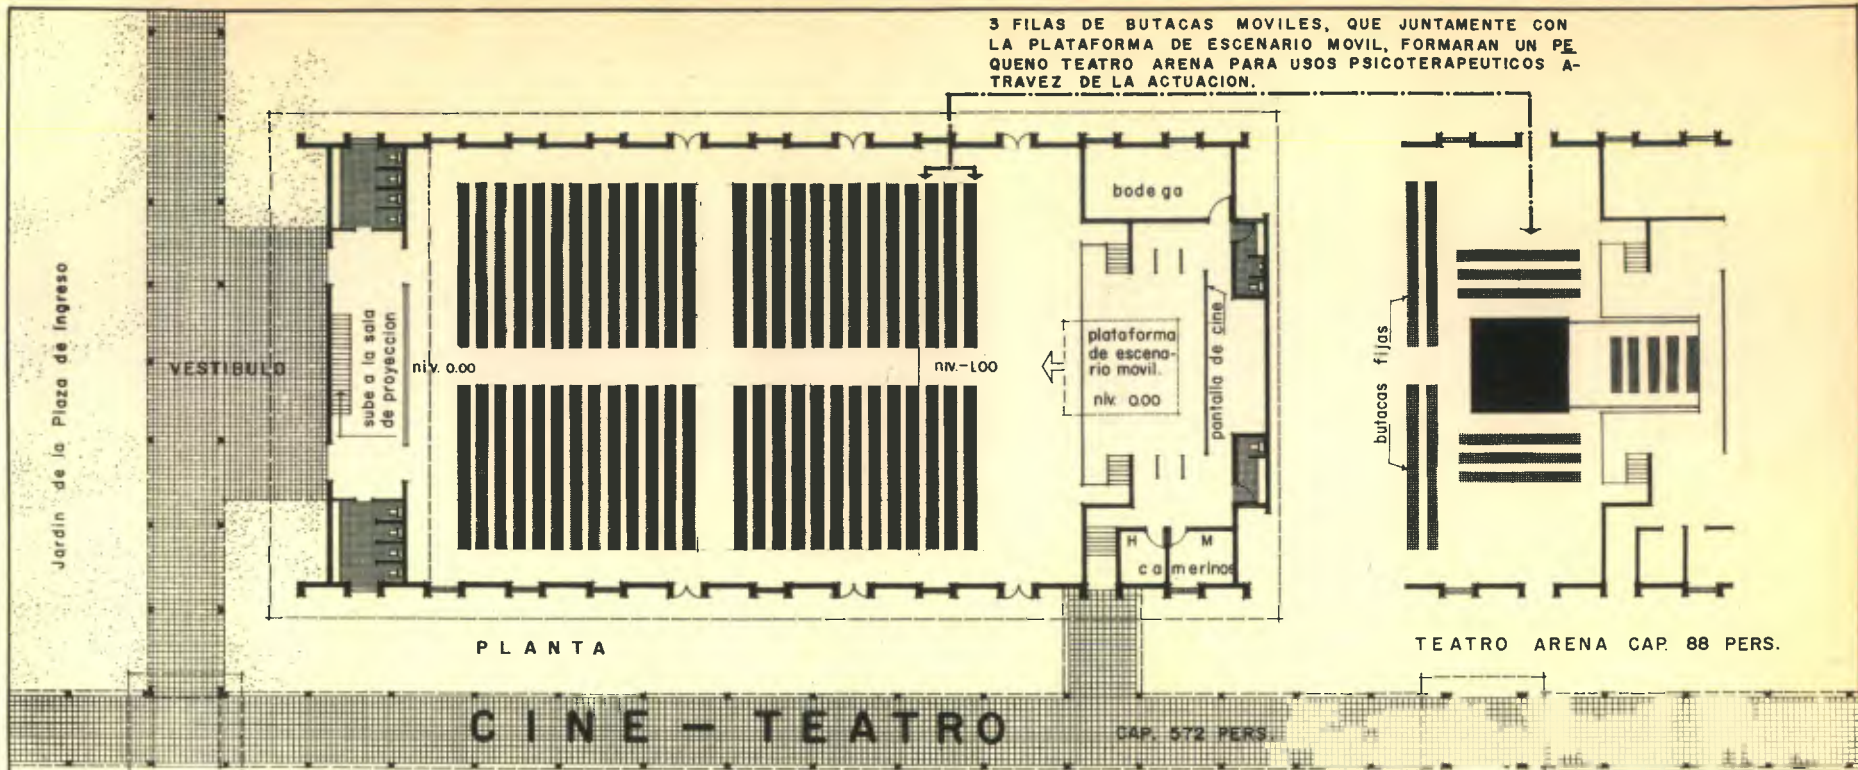 3 FILAS DE BUTACAS MOVILES, QUE JUNTAMENTE CON
LA PLATAFORMA DE ESCENARIO MOVIL, FORMARAN UN PE
QUENO TEATRO ARENA PARA USOS PSICOTERAPEUTICOS A-
TRAVEZ DE LA ACTUACION.
Jardin de la Plaza de Ingreso
VESTIBULO
sube a la sala
de proyeccion
niv. 0.00
niv.-1.00
bodega
plataforma
de escena-
rio movil.
niv. 0.00
pantalla de cine
H
M
camerinos
butacas fijas
PLANTA
TEATRO ARENA CAP. 88 PERS.
CINE - TEATRO
CAP. 572 PERS.